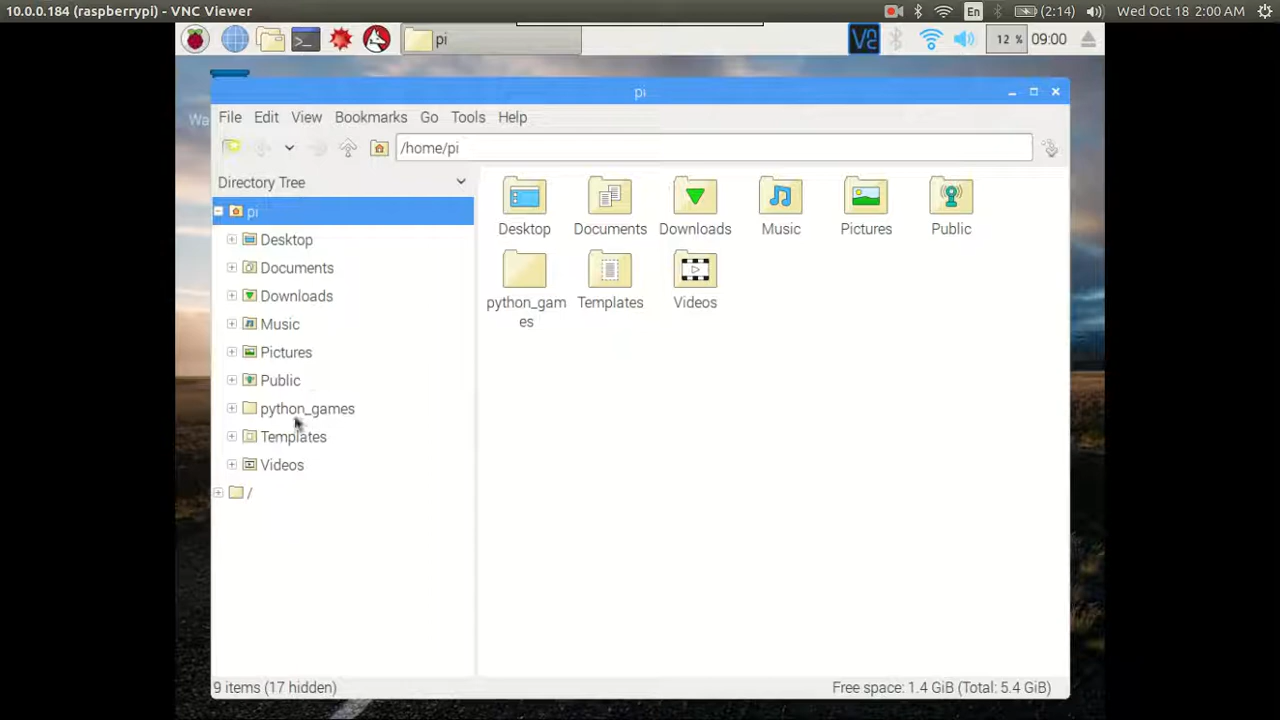 10.0.0.184 (raspberrypi) - VNC Viewer
En
(2:14)
Wed Oct 18 2:00 AM
pi
12 %
09:00
Wa
pi
File Edit View Bookmarks Go Tools Help
/home/pi
Directory Tree
pi
Desktop
Documents
Downloads
Music
Pictures
Public
python_games
Templates
Videos
/
Desktop Documents Downloads Music Pictures Public
python_gam
es
Templates Videos
9 items (17 hidden)
Free space: 1.4 GiB (Total: 5.4 GiB)